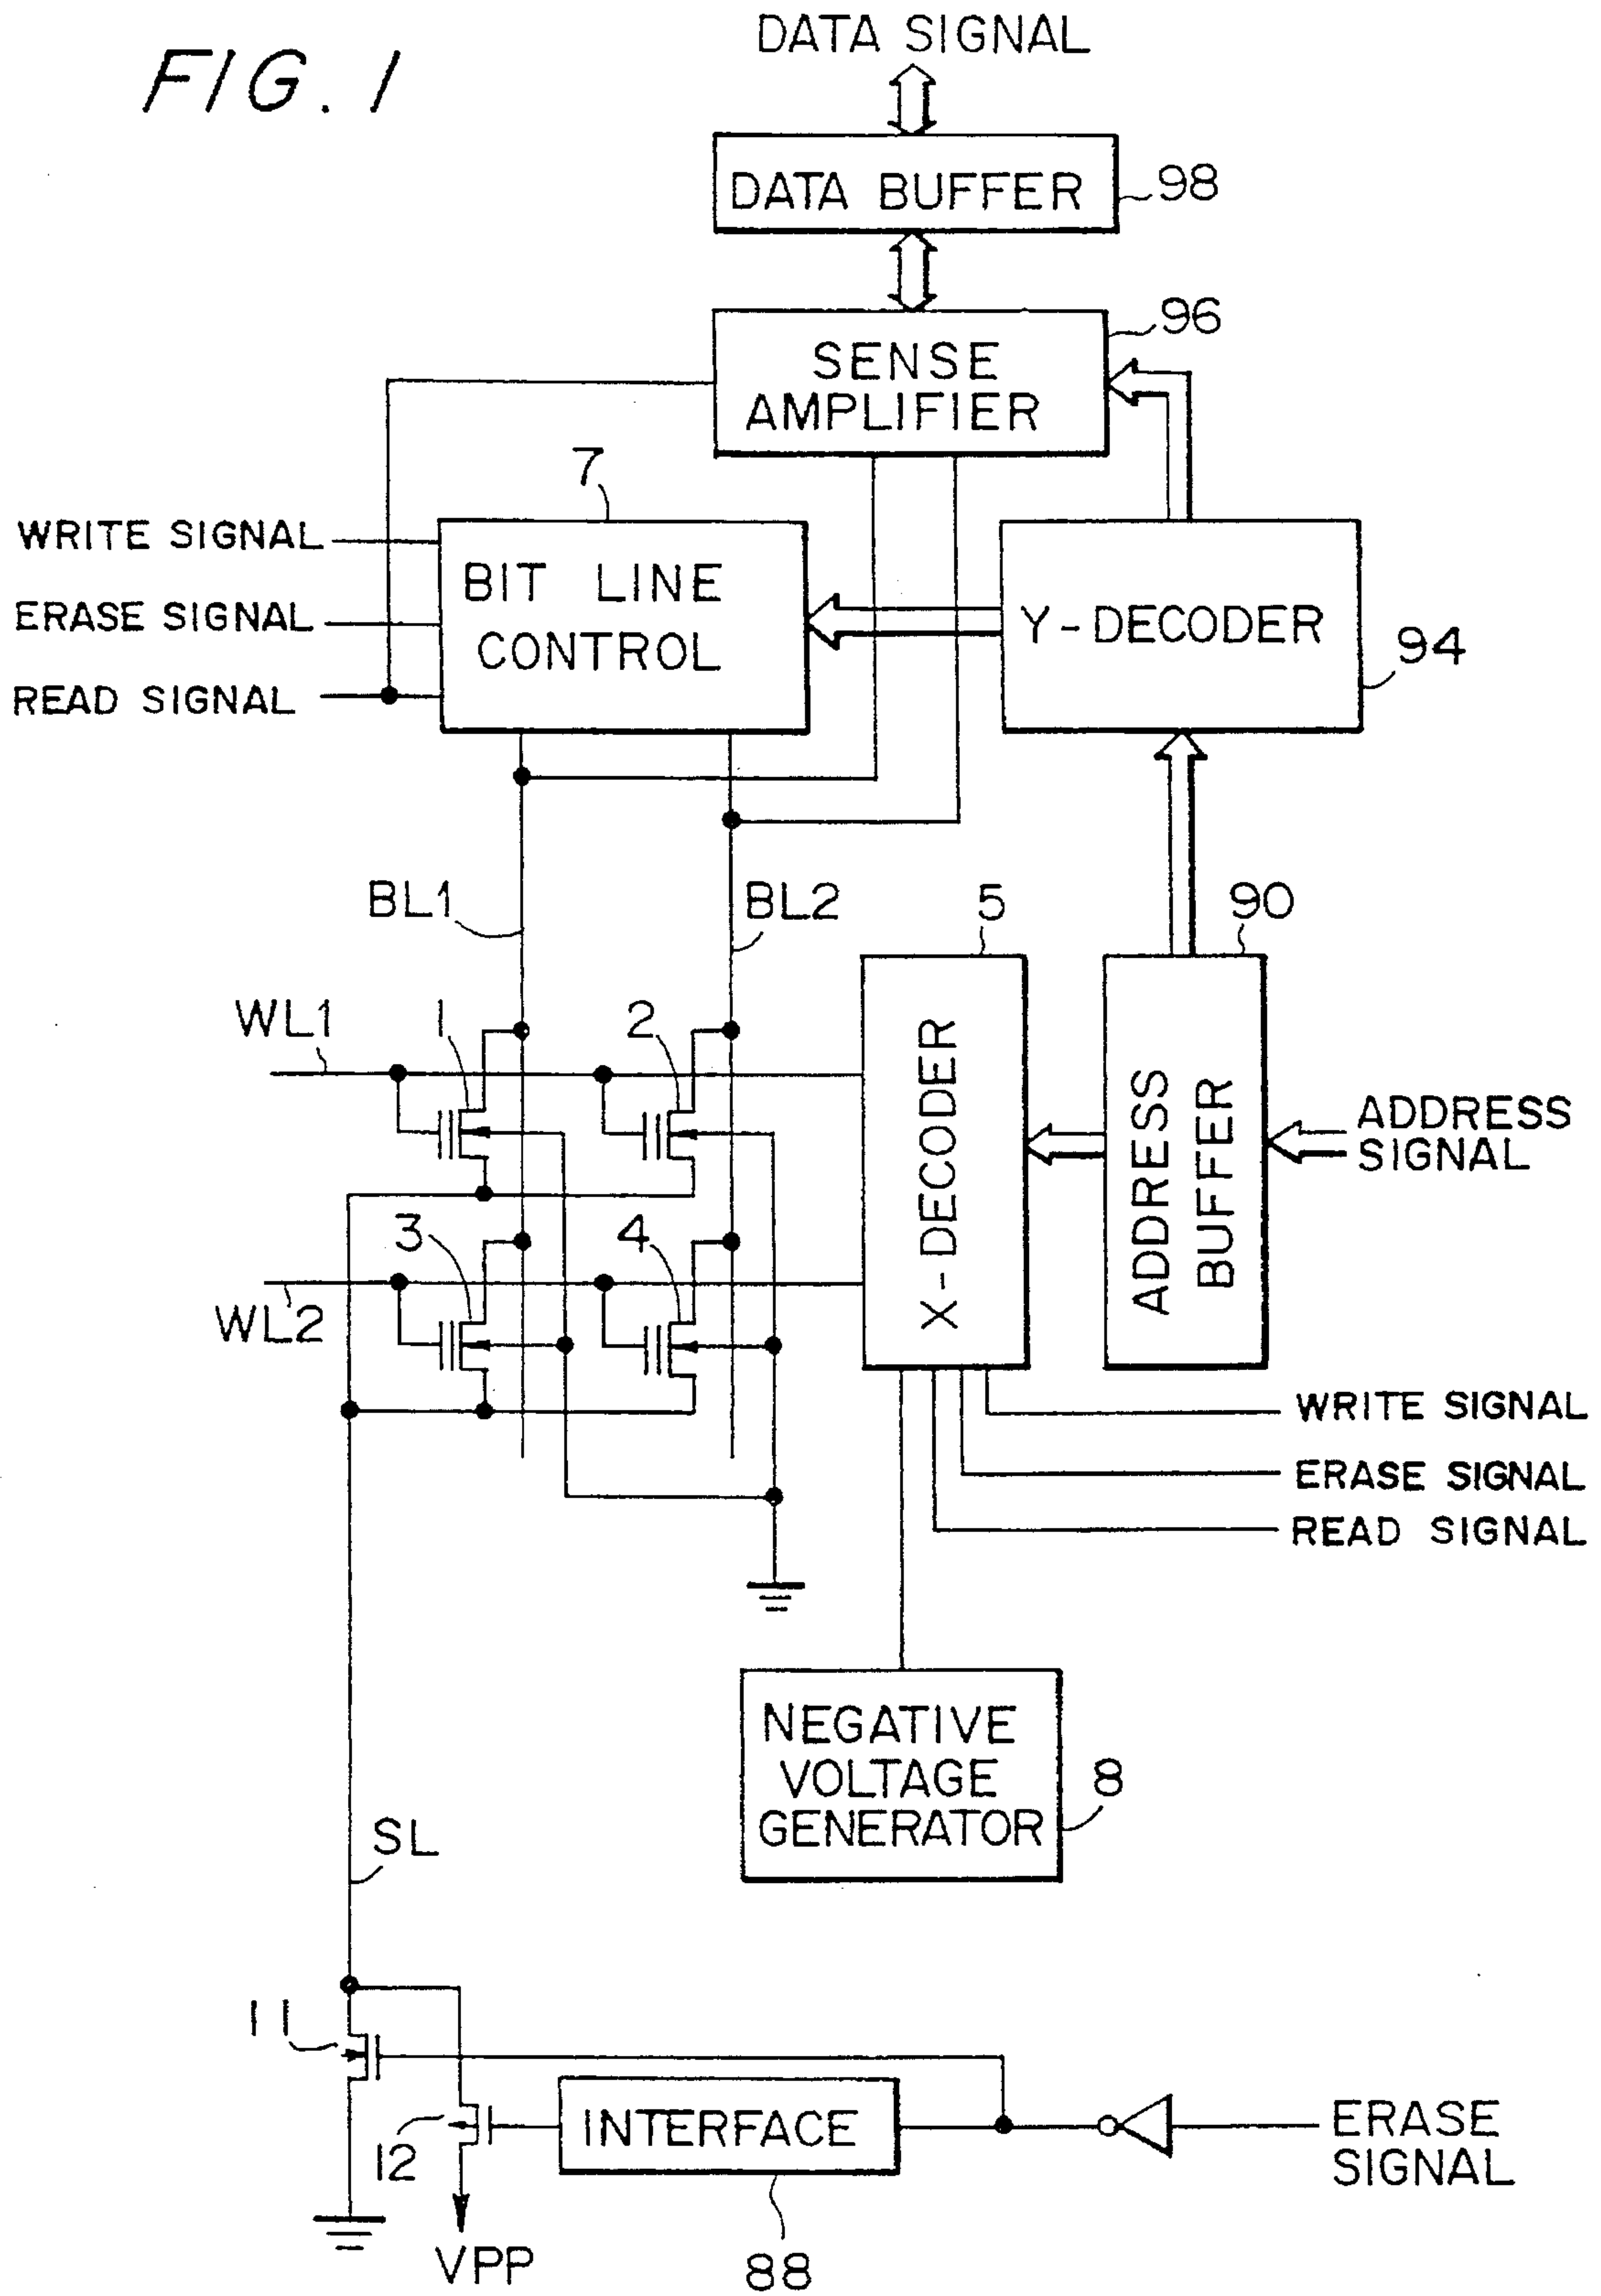 FIG. 1
DATA SIGNAL
DATA BUFFER
98
SENSE
AMPLIFIER
96
7
WRITE SIGNAL
ERASE SIGNAL
READ SIGNAL
BIT LINE
CONTROL
Y-DECODER
94
BL1
BL2
5
90
WL1
1
2
3
4
WL2
X-DECODER
ADDRESS
BUFFER
ADDRESS
SIGNAL
WRITE SIGNAL
ERASE SIGNAL
READ SIGNAL
NEGATIVE
VOLTAGE
GENERATOR
8
SL
11
12
INTERFACE
88
VPP
ERASE
SIGNAL